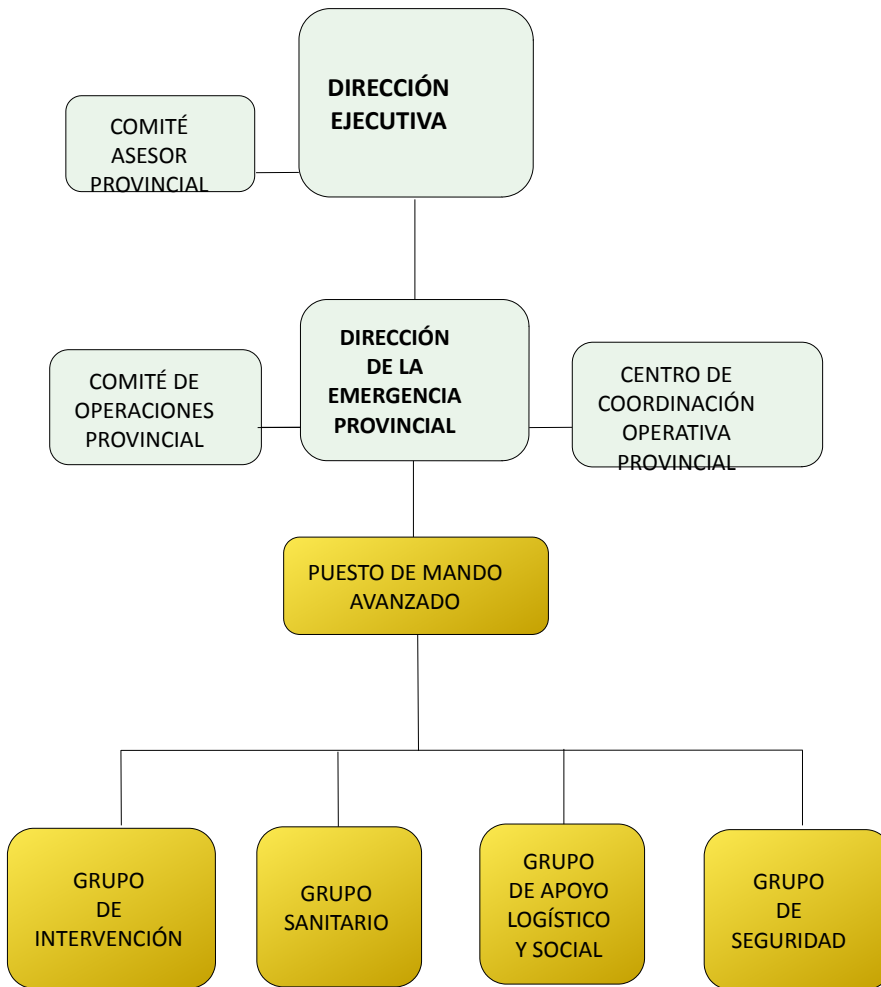 DIRECCIÓN
EJECUTIVA
COMITÉ
ASESOR
PROVINCIAL
DIRECCIÓN
DE LA
EMERGENCIA
PROVINCIAL
COMITÉ DE
OPERACIONES
PROVINCIAL
CENTRO DE
COORDINACIÓN
OPERATIVA
PROVINCIAL
PUESTO DE MANDO
AVANZADO
GRUPO
DE
INTERVENCIÓN
GRUPO
SANITARIO
GRUPO
DE APOYO
LOGÍSTICO
Y SOCIAL
GRUPO
DE
SEGURIDAD